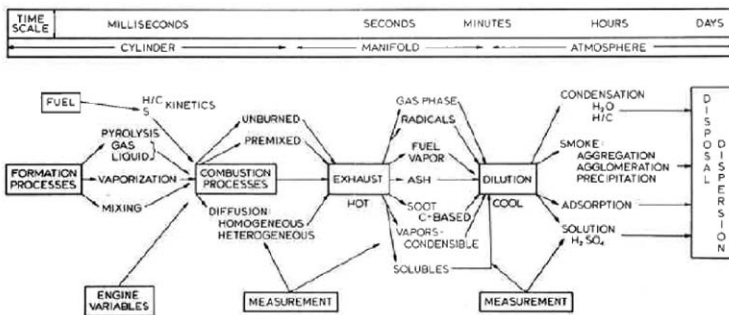 TIME SCALE
MILLISECONDS
SECONDS
MINUTES
HOURS
DAYS
CYLINDER
MANIFOLD
ATMOSPHERE
FUEL
H/C
S
KINETICS
PYROLYSIS
GAS
LIQUID
FORMATION
PROCESSES
VAPORIZATION
MIXING
ENGINE
VARIABLES
UNBURNED
PREMIXED
COMBUSTION
PROCESSES
DIFFUSION:
HOMOGENEOUS
HETEROGENEOUS
MEASUREMENT
EXHAUST
HOT
GAS PHASE
RADICALS
FUEL
VAPOR
ASH
SOOT
C-BASED
VAPORS-
CONDENSIBLE
SOLUBLES
DILUTION
COOL
MEASUREMENT
CONDENSATION
H₂O
H/C
SMOKE:
AGGREGATION
AGGLOMERATION
PRECIPITATION
ADSORPTION
SOLUTION
H₂SO₄
DISPOSAL
DISPERSION